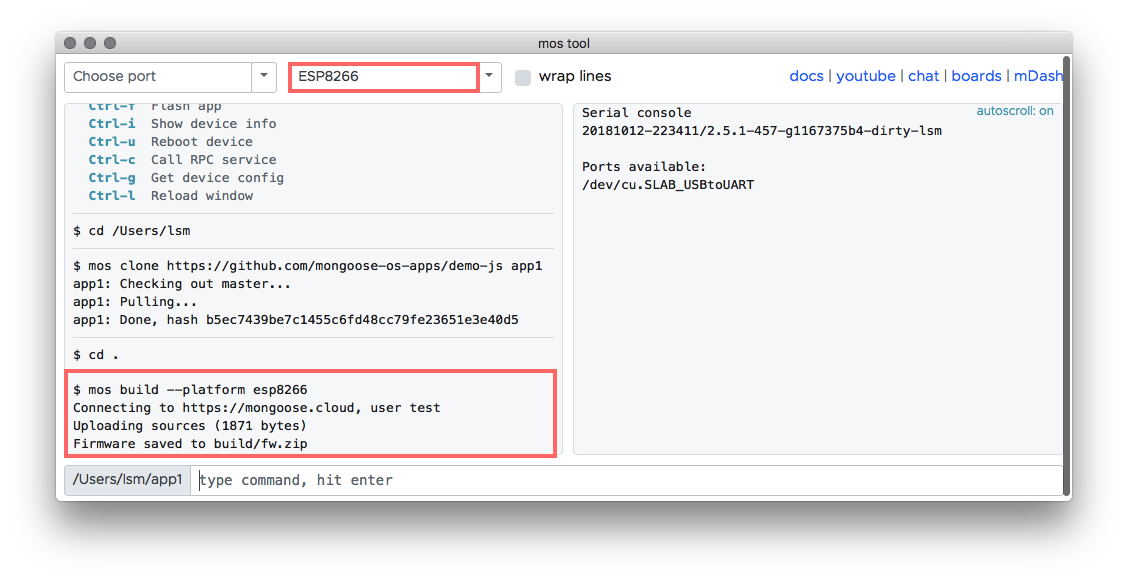 mos tool
Choose port
ESP8266
wrap lines
docs | youtube | chat | boards | mDash
Ctrl-f Flash app
Ctrl-i Show device info
Ctrl-u Reboot device
Ctrl-c Call RPC service
Ctrl-g Get device config
Ctrl-l Reload window
$ cd /Users/lsm
$ mos clone https://github.com/mongoose-os-apps/demo-js app1
app1: Checking out master...
app1: Pulling...
app1: Done, hash b5ec7439be7c1455c6fd48cc79fe23651e3e40d5
$ cd .
$ mos build --platform esp8266
Connecting to https://mongoose.cloud, user test
Uploading sources (1871 bytes)
Firmware saved to build/fw.zip
Serial console
autoscroll: on
20181012-223411/2.5.1-457-g1167375b4-dirty-lsm
Ports available:
/dev/cu.SLAB_USBtoUART
/Users/lsm/app1
type command, hit enter